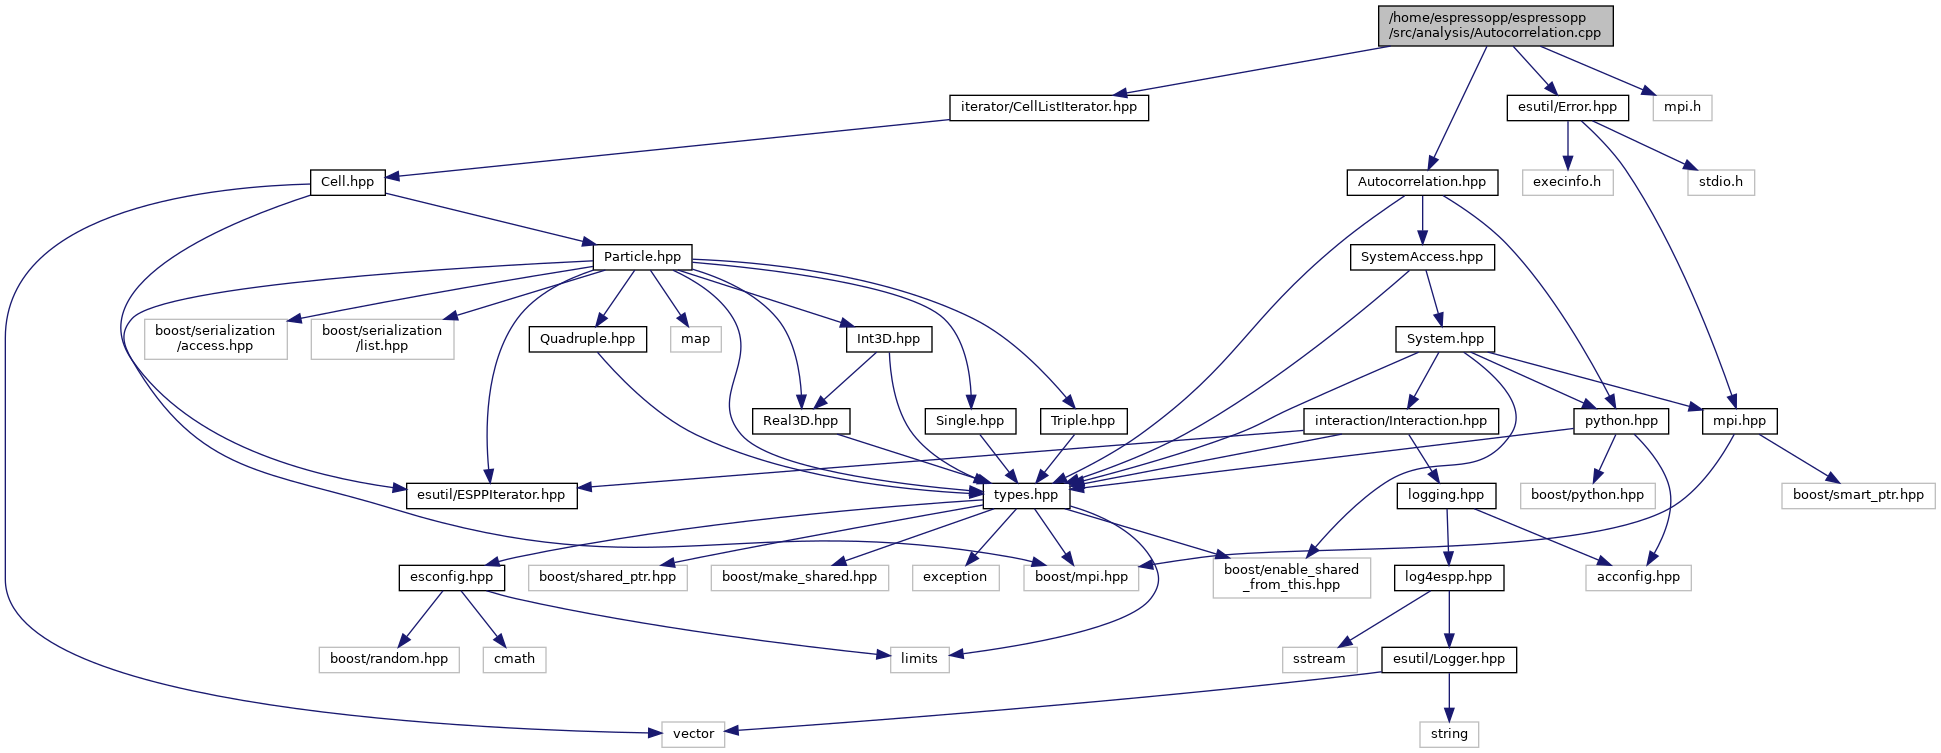 /home/espressopp/espressopp
/src/analysis/Autocorrelation.cpp
iterator/CellListIterator.hpp
esutil/Error.hpp
mpi.h
Cell.hpp
Autocorrelation.hpp
execinfo.h
stdio.h
Particle.hpp
SystemAccess.hpp
boost/serialization
/access.hpp
boost/serialization
/list.hpp
Quadruple.hpp
map
Int3D.hpp
System.hpp
Real3D.hpp
Single.hpp
Triple.hpp
interaction/Interaction.hpp
python.hpp
mpi.hpp
esutil/ESPPIterator.hpp
types.hpp
logging.hpp
boost/python.hpp
boost/smart_ptr.hpp
esconfig.hpp
boost/shared_ptr.hpp
boost/make_shared.hpp
exception
boost/mpi.hpp
boost/enable_shared
_from_this.hpp
log4espp.hpp
acconfig.hpp
boost/random.hpp
cmath
limits
sstream
esutil/Logger.hpp
vector
string